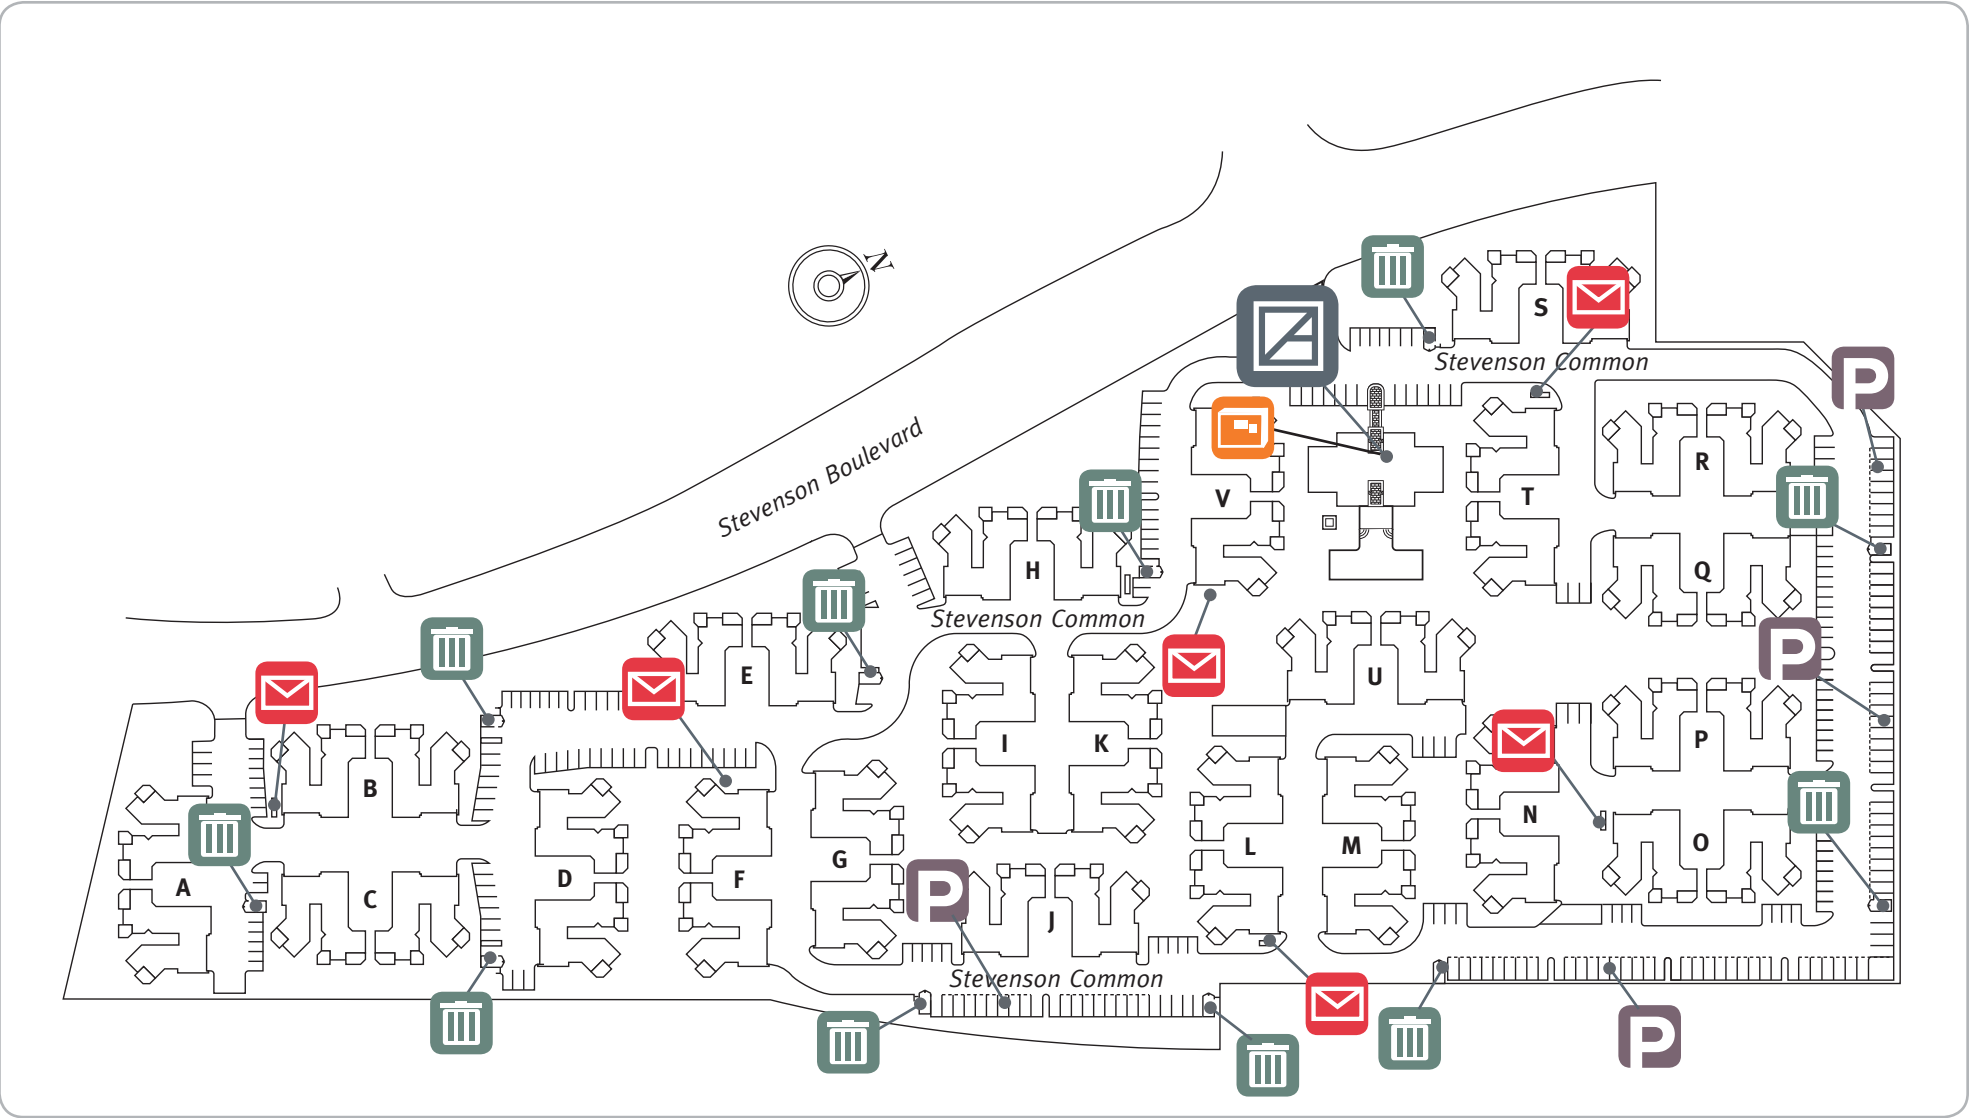 N
S
Stevenson Common
P
Stevenson Boulevard
R
V
T
H
Q
Stevenson Common
P
E
U
I
K
P
B
N
O
L
M
G
D
F
A
C
P
J
Stevenson Common
P